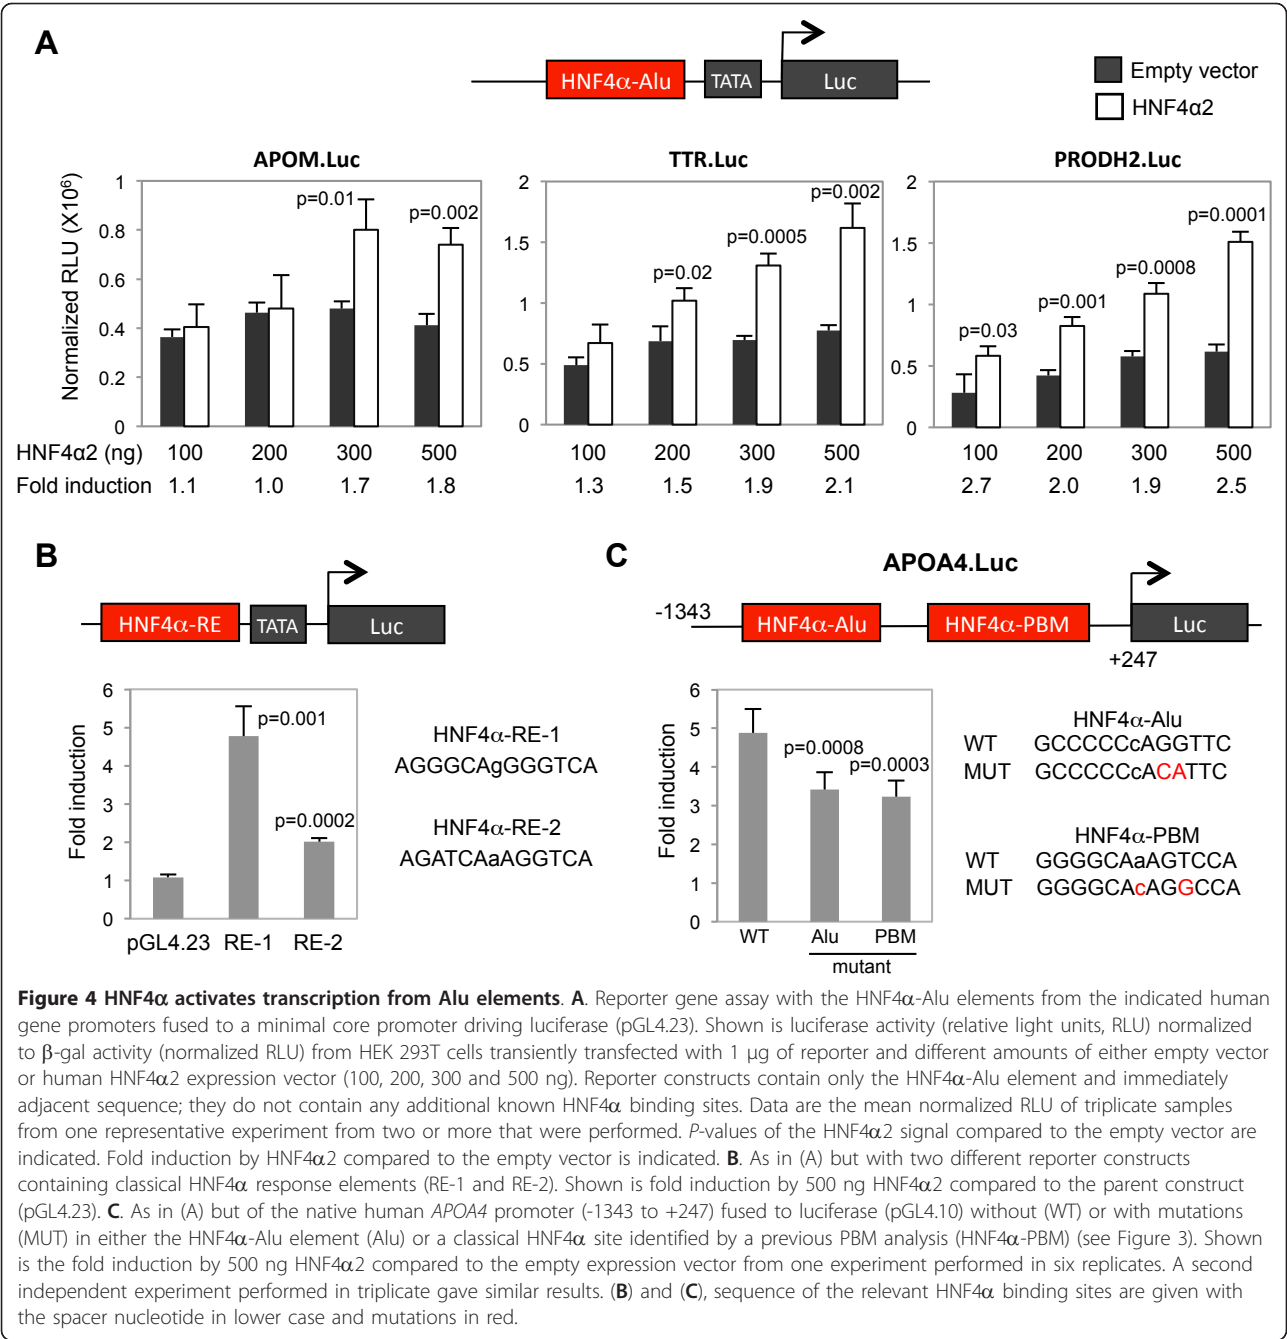 A
HNF4α-Alu TATA Luc
Empty vector
HNF4α2
APOM.Luc TTR.Luc PRODH2.Luc
Normalized RLU (X10⁶)
1
0.8
0.6
0.4
0.2
0
p=0.01
p=0.002
2
1.5
1
0.5
0
p=0.02
p=0.0005
p=0.002
2
1.5
1
0.5
0
p=0.03
p=0.001
p=0.0008
p=0.0001
HNF4α2 (ng) 100 200 300 500 100 200 300 500 100 200 300 500
Fold induction 1.1 1.0 1.7 1.8 1.3 1.5 1.9 2.1 2.7 2.0 1.9 2.5
B
HNF4α-RE TATA Luc
Fold induction
6
5
4
3
2
1
0
p=0.001
p=0.0002
pGL4.23 RE-1 RE-2
HNF4α-RE-1
AGGGCAgGGGTCA
HNF4α-RE-2
AGATCAaAGGTCA
C
APOA4.Luc
-1343
HNF4α-Alu HNF4α-PBM Luc
+247
Fold induction
6
5
4
3
2
1
0
p=0.0008
p=0.0003
WT Alu PBM
mutant
HNF4α-Alu
WT GCCCCCcAGGTTC
MUT GCCCCCcACATTC
HNF4α-PBM
WT GGGGCAaAGTCCA
MUT GGGGCAcAGGCCA
Figure 4 HNF4α activates transcription from Alu elements. A. Reporter gene assay with the HNF4α-Alu elements from the indicated human
gene promoters fused to a minimal core promoter driving luciferase (pGL4.23). Shown is luciferase activity (relative light units, RLU) normalized
to β-gal activity (normalized RLU) from HEK 293T cells transiently transfected with 1 μg of reporter and different amounts of either empty vector
or human HNF4α2 expression vector (100, 200, 300 and 500 ng). Reporter constructs contain only the HNF4α-Alu element and immediately
adjacent sequence; they do not contain any additional known HNF4α binding sites. Data are the mean normalized RLU of triplicate samples
from one representative experiment from two or more that were performed. P-values of the HNF4α2 signal compared to the empty vector are
indicated. Fold induction by HNF4α2 compared to the empty vector is indicated. B. As in (A) but with two different reporter constructs
containing classical HNF4α response elements (RE-1 and RE-2). Shown is fold induction by 500 ng HNF4α2 compared to the parent construct
(pGL4.23). C. As in (A) but of the native human APOA4 promoter (-1343 to +247) fused to luciferase (pGL4.10) without (WT) or with mutations
(MUT) in either the HNF4α-Alu element (Alu) or a classical HNF4α site identified by a previous PBM analysis (HNF4α-PBM) (see Figure 3). Shown
is the fold induction by 500 ng HNF4α2 compared to the empty expression vector from one experiment performed in six replicates. A second
independent experiment performed in triplicate gave similar results. (B) and (C), sequence of the relevant HNF4α binding sites are given with
the spacer nucleotide in lower case and mutations in red.